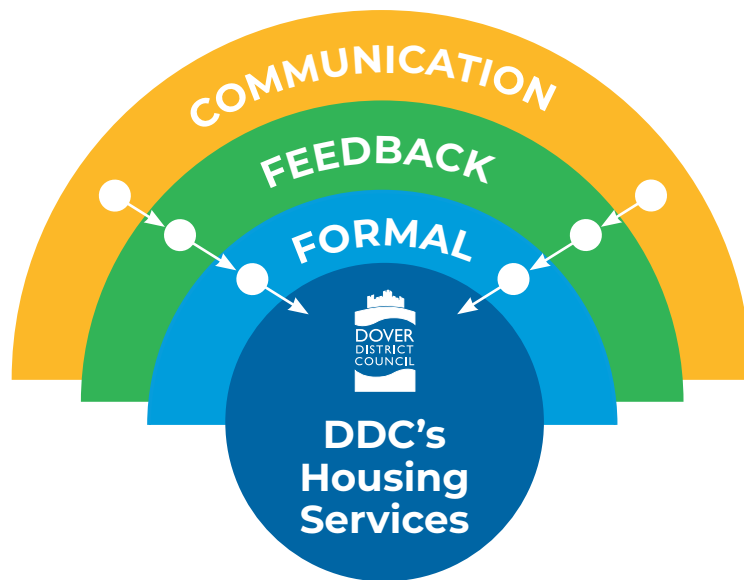 COMMUNICATION
FEEDBACK
FORMAL
DOVER
DISTRICT
COUNCIL
DDC’s
Housing
Services